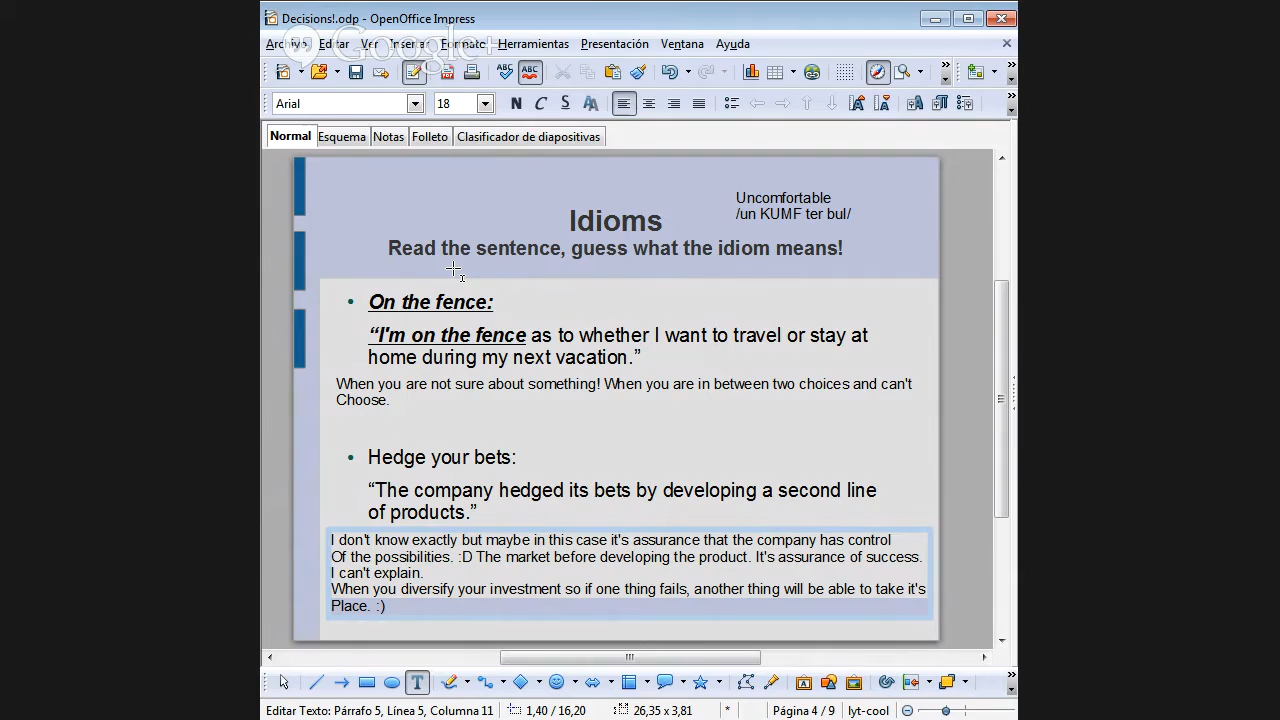 Decisions!.odp - OpenOffice Impress
Google+
Archivo Editar Ver Insertar Formato Herramientas Presentación Ventana Ayuda
Arial 18 N C S
Normal Esquema Notas Folleto Clasificador de diapositivas
Uncomfortable
/un KUMF ter bul/
Idioms
Read the sentence, guess what the idiom means!
• On the fence:
“I'm on the fence as to whether I want to travel or stay at
home during my next vacation.”
When you are not sure about something! When you are in between two choices and can't
Choose.
• Hedge your bets:
“The company hedged its bets by developing a second line
of products.”
I don't know exactly but maybe in this case it's assurance that the company has control
Of the possibilities. :D The market before developing the product. It's assurance of success.
I can't explain.
When you diversify your investment so if one thing fails, another thing will be able to take it's
Place. :)
Editar Texto: Párrafo 5, Línea 5, Columna 11 1,40 / 16,20 26,35 x 3,81 * Página 4 / 9 lyt-cool